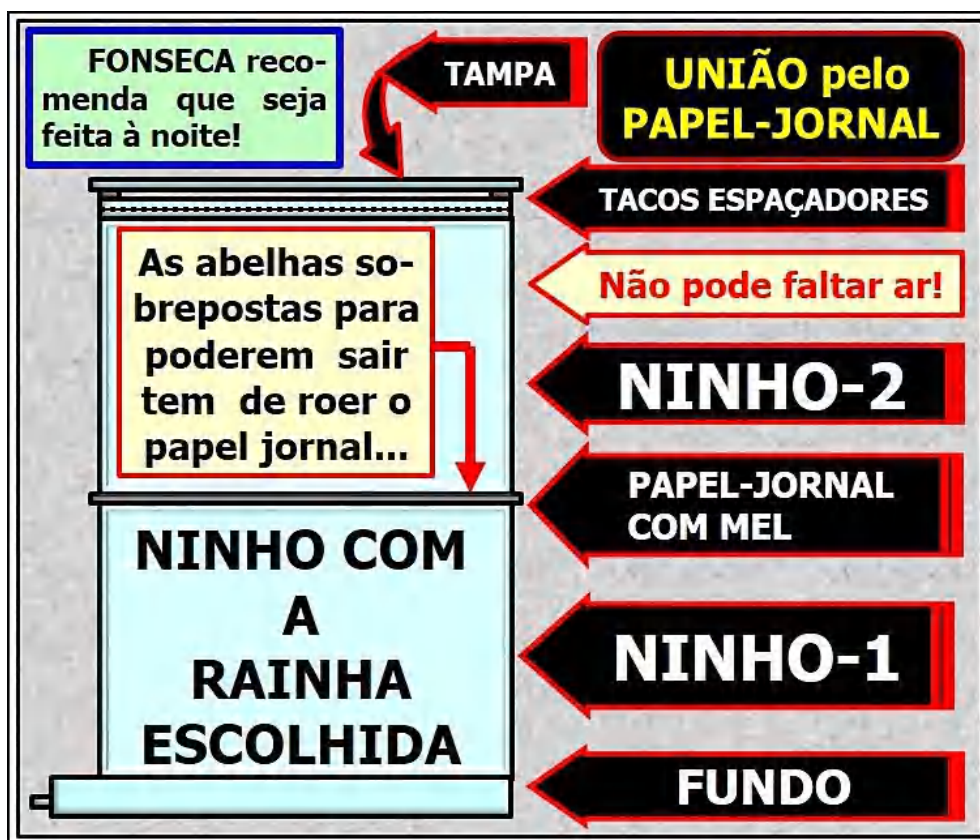 FONSECA reco-
menda que seja
feita à noite!
TAMPA
UNIÃO pelo
PAPEL-JORNAL
TACOS ESPAÇADORES
As abelhas so-
brepostas para
poderem sair
tem de roer o
papel jornal...
Não pode faltar ar!
NINHO-2
PAPEL-JORNAL
COM MEL
NINHO COM
A
RAINHA
ESCOLHIDA
NINHO-1
FUNDO